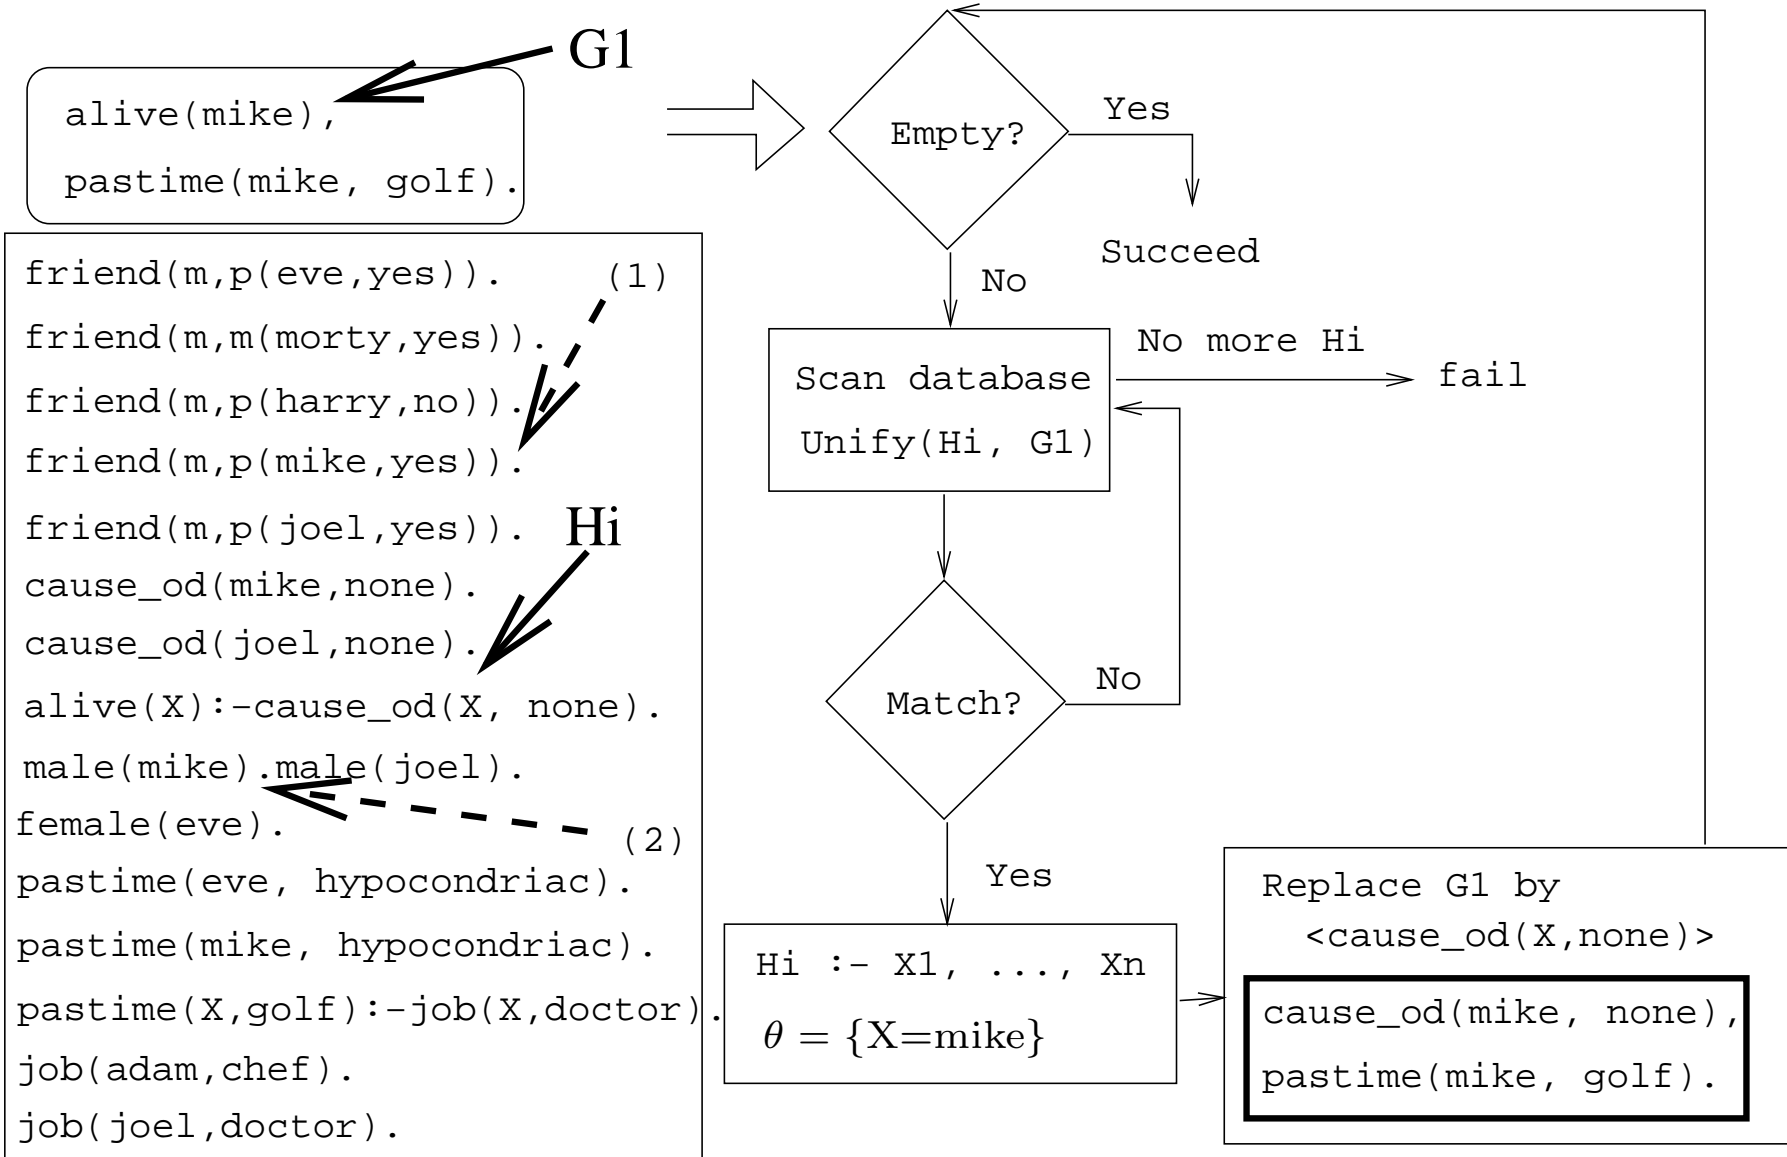 G1
alive(mike),
pastime(mike, golf).
friend(m,p(eve,yes)).
(1)
friend(m,m(morty,yes)).
friend(m,p(harry,no)).
friend(m,p(mike,yes)).
friend(m,p(joel,yes)).
Hi
cause_od(mike,none).
cause_od(joel,none).
alive(X):-cause_od(X, none).
male(mike).male(joel).
female(eve).
(2)
pastime(eve, hypocondriac).
pastime(mike, hypocondriac).
pastime(X,golf):-job(X,doctor).
job(adam,chef).
job(joel,doctor).
Empty?
Yes
Succeed
No
Scan database
Unify(Hi, G1)
No more Hi
fail
Match?
No
Yes
Hi :- X1, ..., Xn
θ = {X=mike}
Replace G1 by
<cause_od(X,none)>
cause_od(mike, none),
pastime(mike, golf).